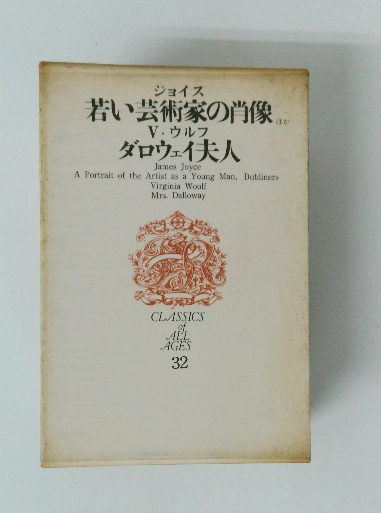 ジョイス
若い芸術家の肖像 ほか
V・ウルフ
ダロウェイ夫人
James Joyce
A Portrait of the Artist as a Young Man, Dubliners
Virginia Woolf
Mrs. Dalloway
CLASSICS
of
ALL
AGES
32